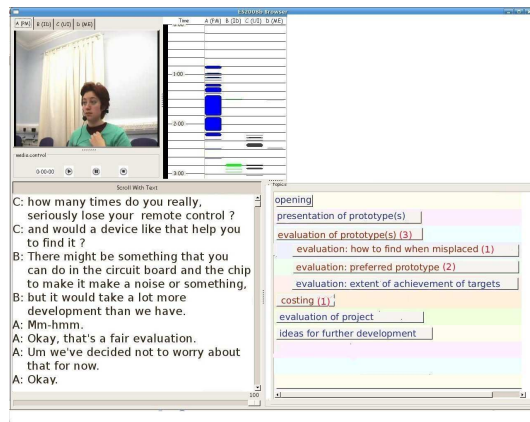 ES2008b Browser
A (PM) B (ID) C (UI) D (ME)
Time A (PM) B (ID) C (UI) D (ME)
1:00
2:00
3:00
media control
0:00:00
Scroll With Text
Topics
C: how many times do you really,
seriously lose your remote control ?
C: and would a device like that help you
to find it ?
B: There might be something that you
can do in the circuit board and the chip
to make it make a noise or something,
B: but it would take a lot more
development than we have.
A: Mm-hmm.
A: Okay, that's a fair evaluation.
A: Um we've decided not to worry about
that for now.
A: Okay.
100
opening
presentation of prototype(s)
evaluation of prototype(s) (3)
evaluation: how to find when misplaced (1)
evaluation: preferred prototype (2)
evaluation: extent of achievement of targets
costing (1)
evaluation of project
ideas for further development